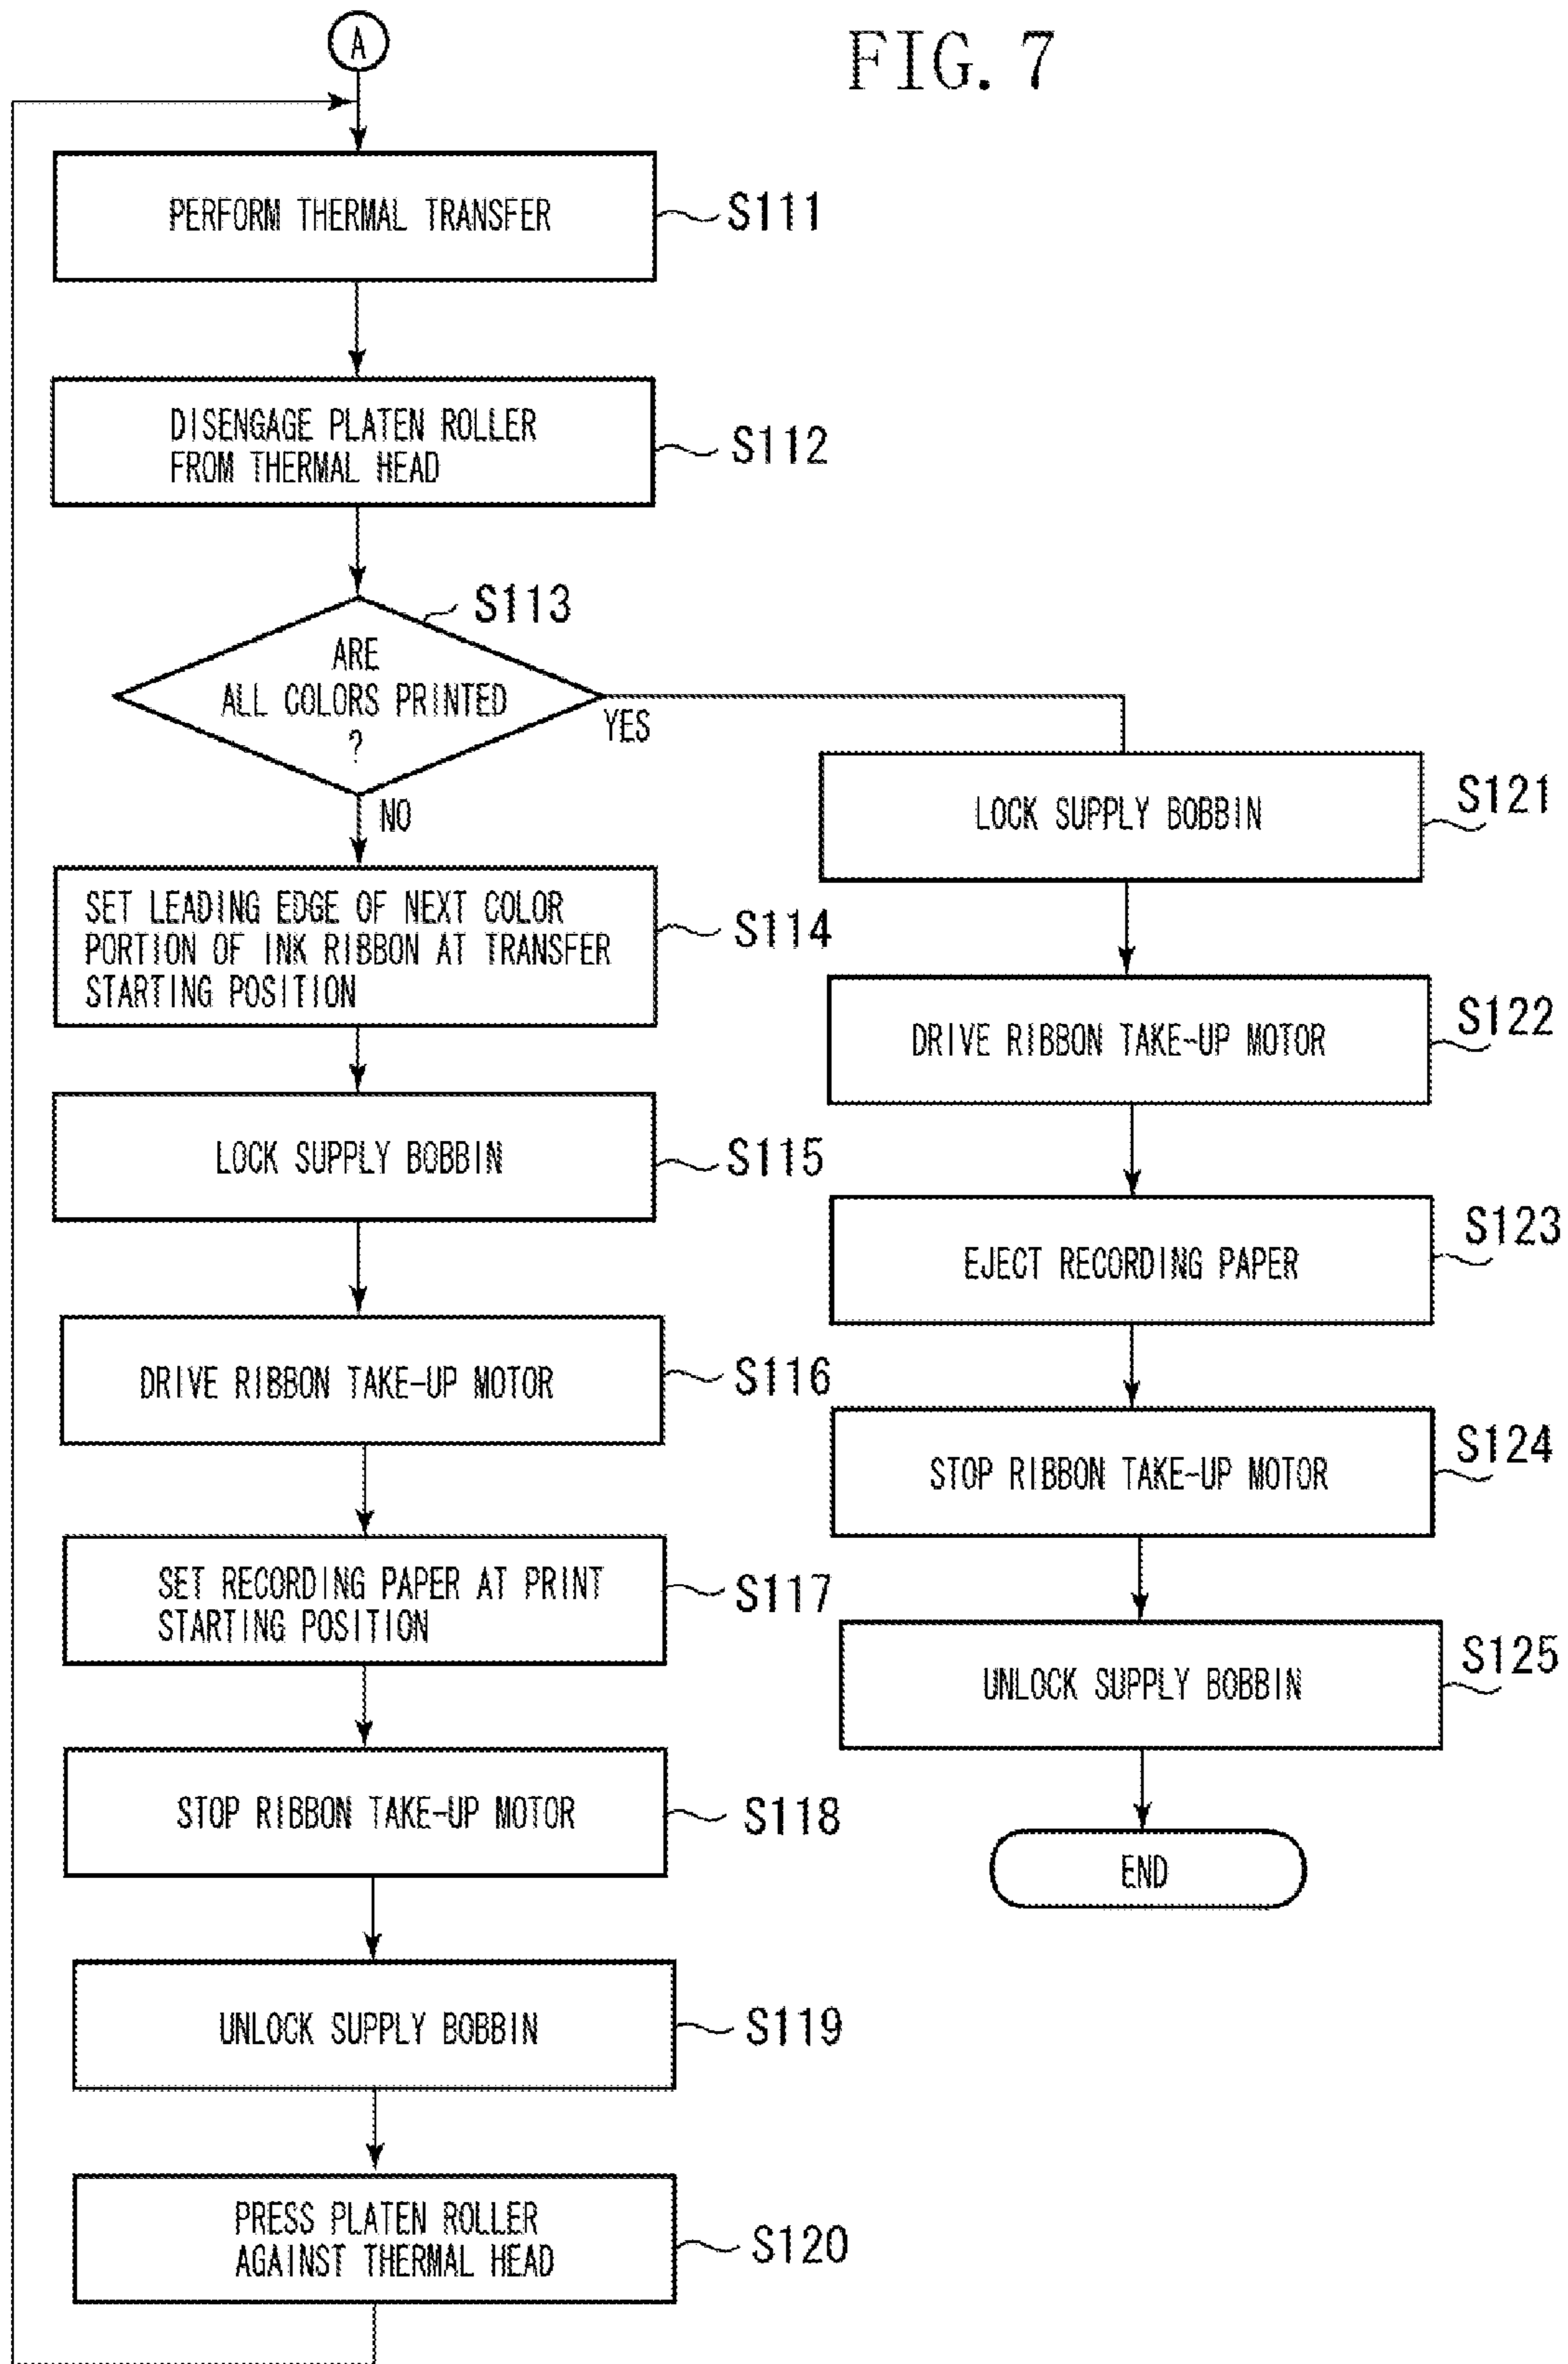 FIG. 7
A
PERFORM THERMAL TRANSFER
S111
DISENGAGE PLATEN ROLLER
FROM THERMAL HEAD
S112
S113
ARE
ALL COLORS PRINTED
?
YES
NO
SET LEADING EDGE OF NEXT COLOR
PORTION OF INK RIBBON AT TRANSFER
STARTING POSITION
S114
LOCK SUPPLY BOBBIN
S115
DRIVE RIBBON TAKE-UP MOTOR
S116
SET RECORDING PAPER AT PRINT
STARTING POSITION
S117
STOP RIBBON TAKE-UP MOTOR
S118
UNLOCK SUPPLY BOBBIN
S119
PRESS PLATEN ROLLER
AGAINST THERMAL HEAD
S120
LOCK SUPPLY BOBBIN
S121
DRIVE RIBBON TAKE-UP MOTOR
S122
EJECT RECORDING PAPER
S123
STOP RIBBON TAKE-UP MOTOR
S124
UNLOCK SUPPLY BOBBIN
S125
END